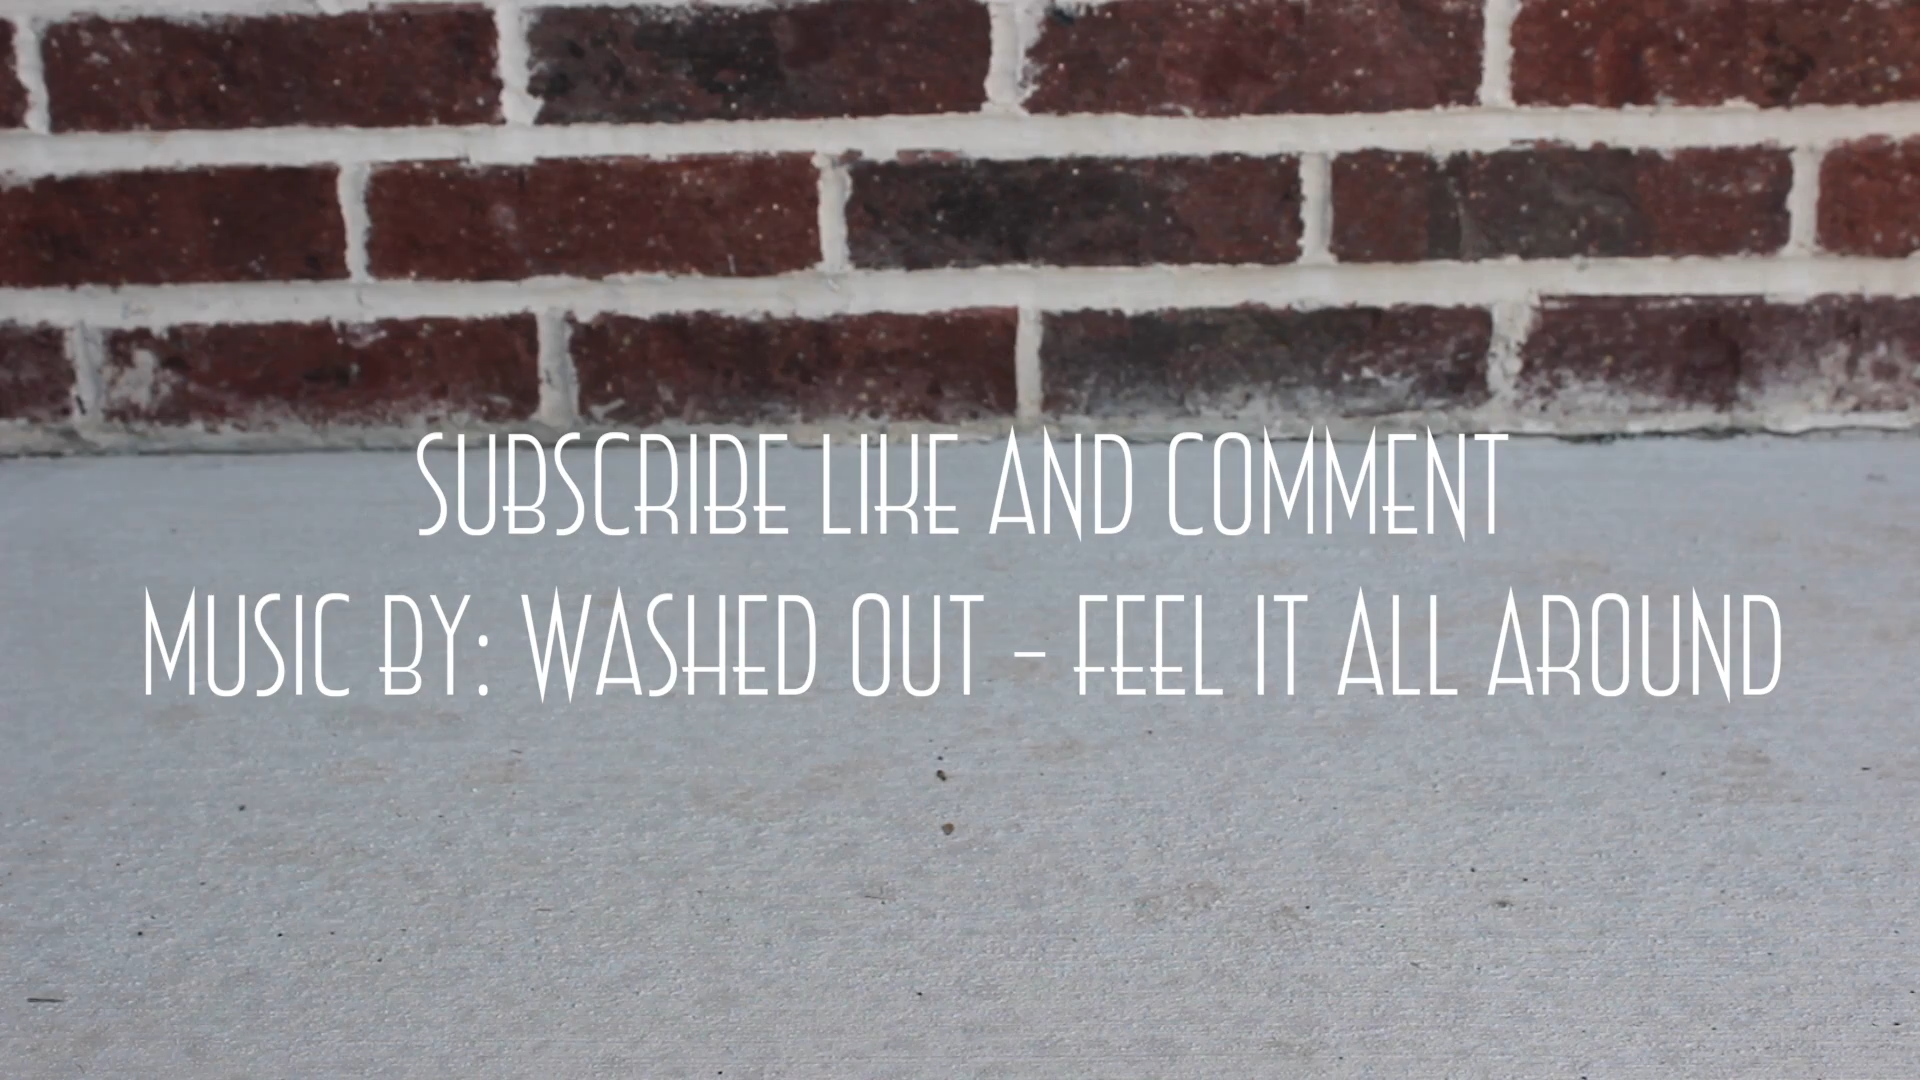 SUBSCRIBE LIKE AND COMMENT
MUSIC BY: WASHED OUT - FEEL IT ALL AROUND